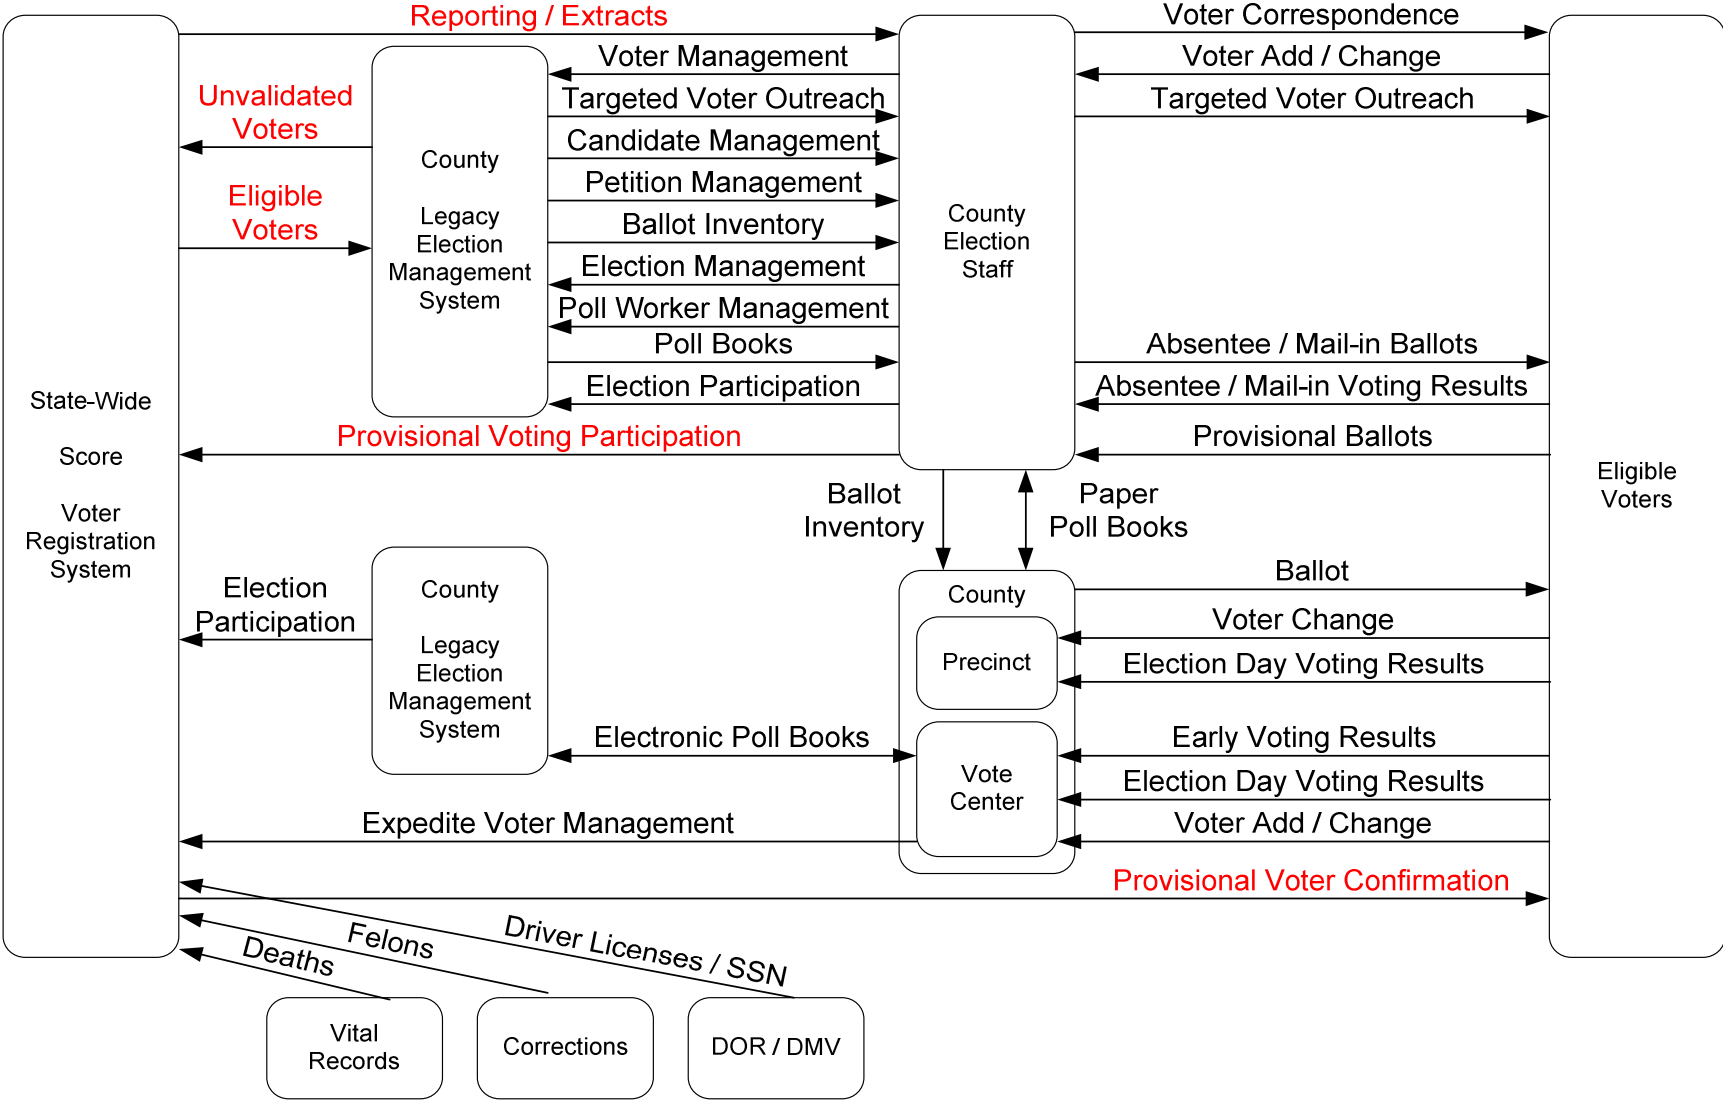 Reporting / Extracts
Voter Correspondence
Voter Management
Voter Add / Change
Unvalidated
Voters
Targeted Voter Outreach
Targeted Voter Outreach
Candidate Management
County
Legacy
Election
Management
System
Petition Management
Eligible
Voters
Ballot Inventory
County
Election
Staff
Election Management
Poll Worker Management
Poll Books
Absentee / Mail-in Ballots
Election Participation
Absentee / Mail-in Voting Results
State-Wide
Score
Voter
Registration
System
Provisional Voting Participation
Provisional Ballots
Eligible
Voters
Ballot
Inventory
Paper
Poll Books
Election
Participation
County
Legacy
Election
Management
System
County
Ballot
Voter Change
Precinct
Election Day Voting Results
Electronic Poll Books
Early Voting Results
Vote
Center
Election Day Voting Results
Expedite Voter Management
Voter Add / Change
Provisional Voter Confirmation
Driver Licenses / SSN
Felons
Deaths
Vital
Records
Corrections
DOR / DMV